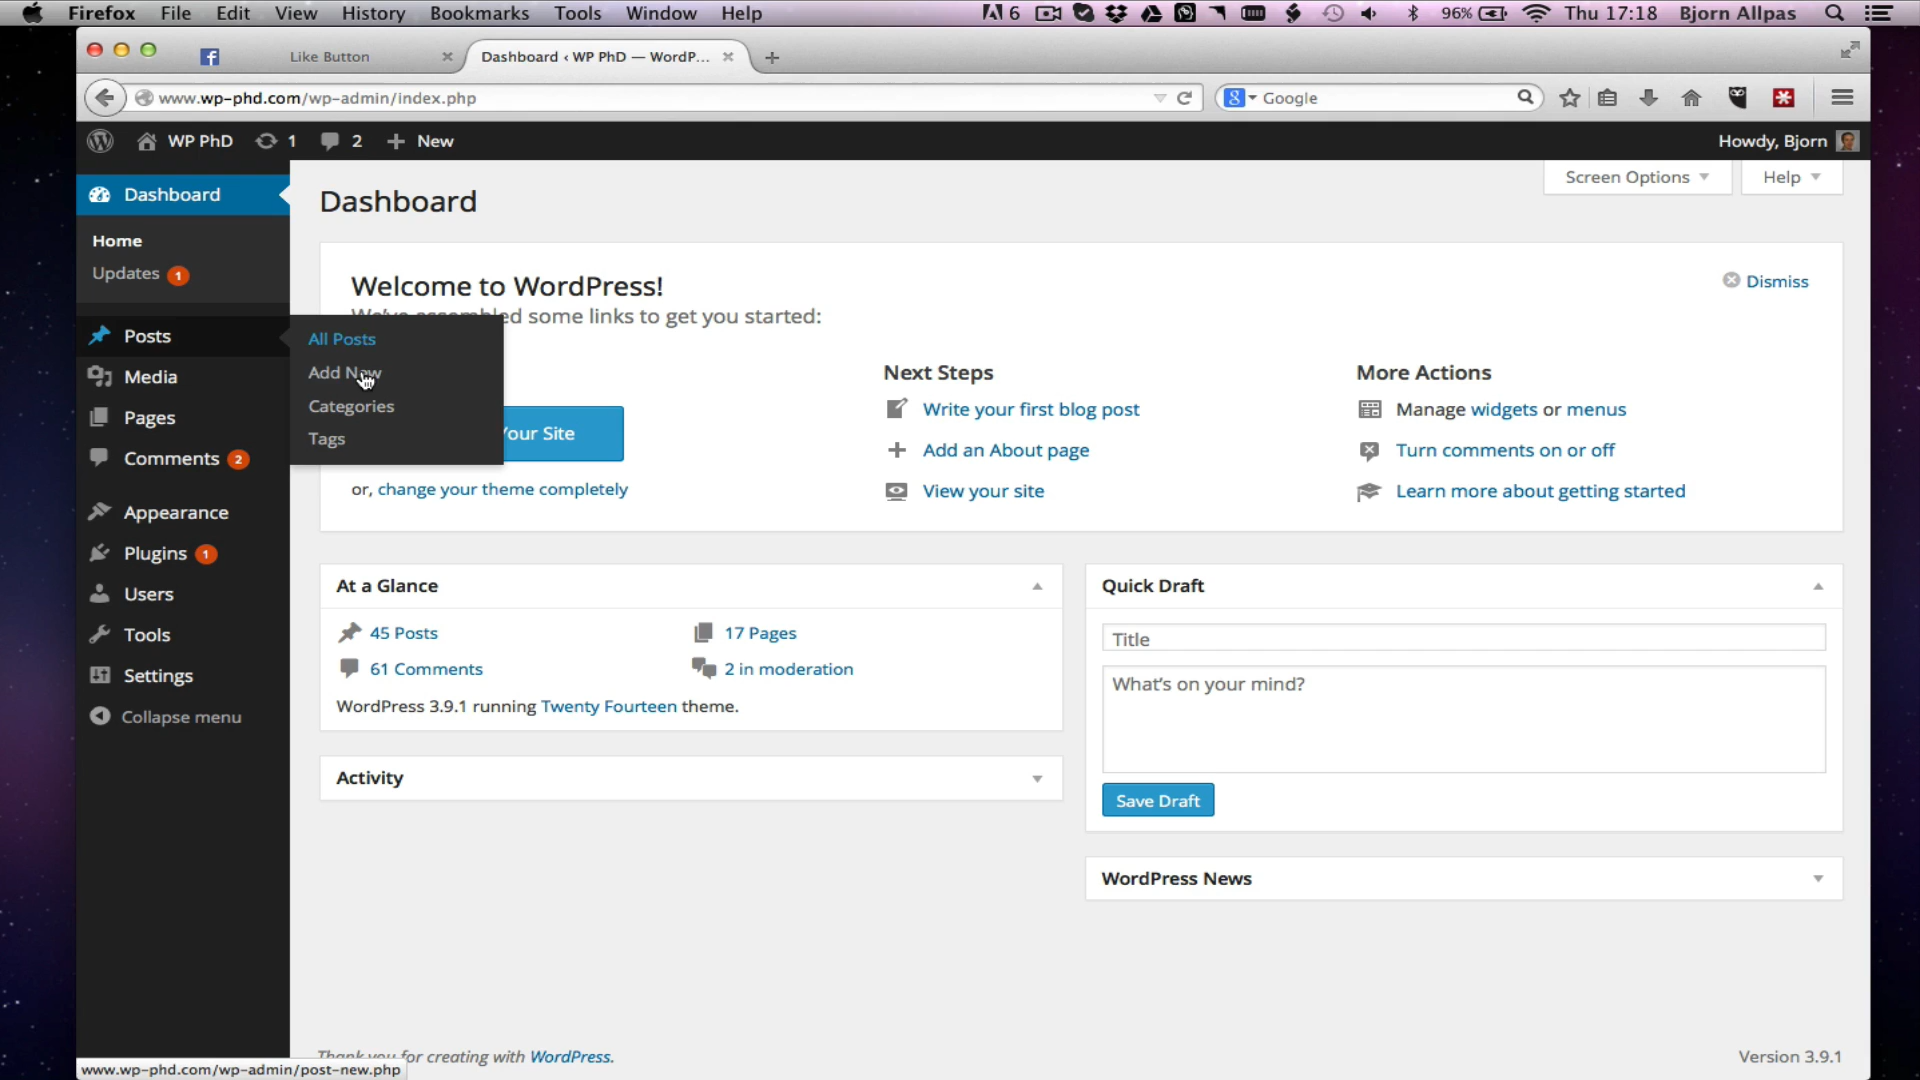 Firefox File Edit View History Bookmarks Tools Window Help 6 96% Thu 17:18 Bjorn Allpas
Like Button
Dashboard ‹ WP PhD — WordP...
www.wp-phd.com/wp-admin/index.php
Google
WP PhD 1 2 + New
Howdy, Bjorn
Dashboard
Home
Updates 1
Posts
Media
Pages
Comments 2
Appearance
Plugins 1
Users
Tools
Settings
Collapse menu
All Posts
Add New
Categories
Tags
Dashboard
Screen Options
Help
Welcome to WordPress!
We've assembled some links to get you started:
Dismiss
Your Site
or, change your theme completely
Next Steps
Write your first blog post
Add an About page
View your site
More Actions
Manage widgets or menus
Turn comments on or off
Learn more about getting started
At a Glance
45 Posts
17 Pages
61 Comments
2 in moderation
WordPress 3.9.1 running Twenty Fourteen theme.
Activity
Quick Draft
Title
What's on your mind?
Save Draft
WordPress News
Thank you for creating with WordPress.
Version 3.9.1
www.wp-phd.com/wp-admin/post-new.php